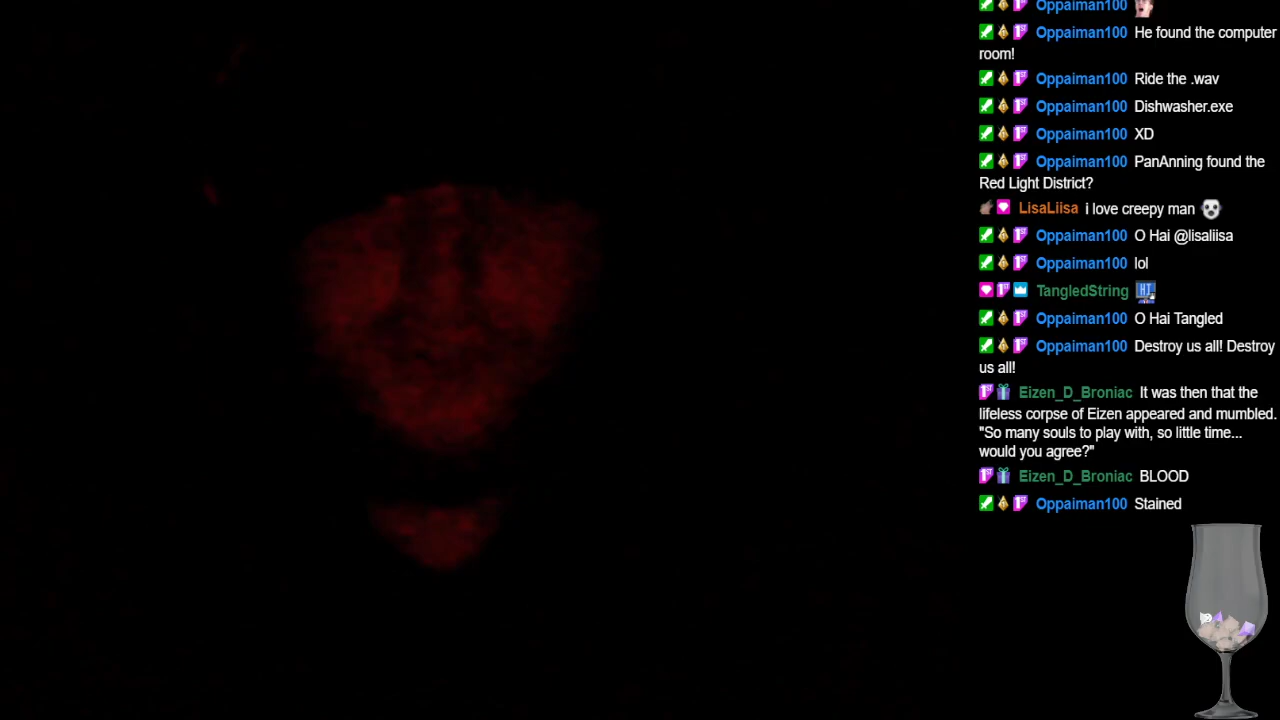 Oppaiman100
Oppaiman100 He found the computer
room!
Oppaiman100 Ride the .wav
Oppaiman100 Dishwasher.exe
Oppaiman100 XD
Oppaiman100 PanAnning found the
Red Light District?
LisaLiisa i love creepy man
Oppaiman100 O Hai @lisaliisa
Oppaiman100 lol
TangledString HI
Oppaiman100 O Hai Tangled
Oppaiman100 Destroy us all! Destroy
us all!
Eizen_D_Broniac It was then that the
lifeless corpse of Eizen appeared and mumbled.
"So many souls to play with, so little time...
would you agree?"
Eizen_D_Broniac BLOOD
Oppaiman100 Stained